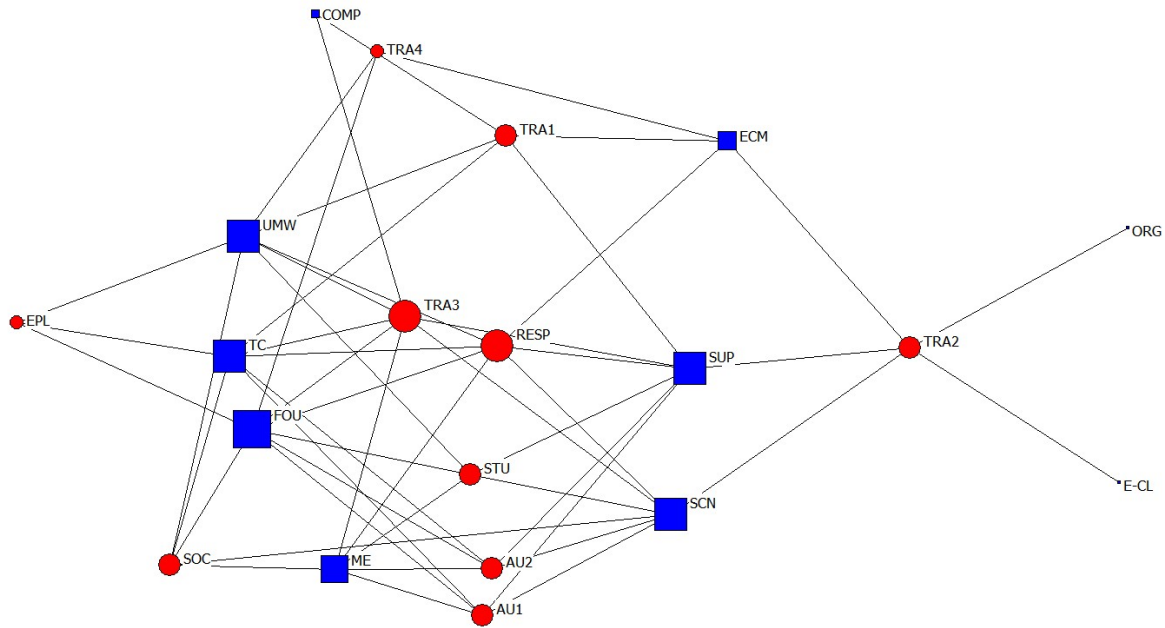 COMP
TRA4
TRA1
ECM
UMW
ORG
TRA3
EPL
RESP
TC
TRA2
SUP
FOU
STU
E-CL
SCN
SOC
ME
AU2
AU1